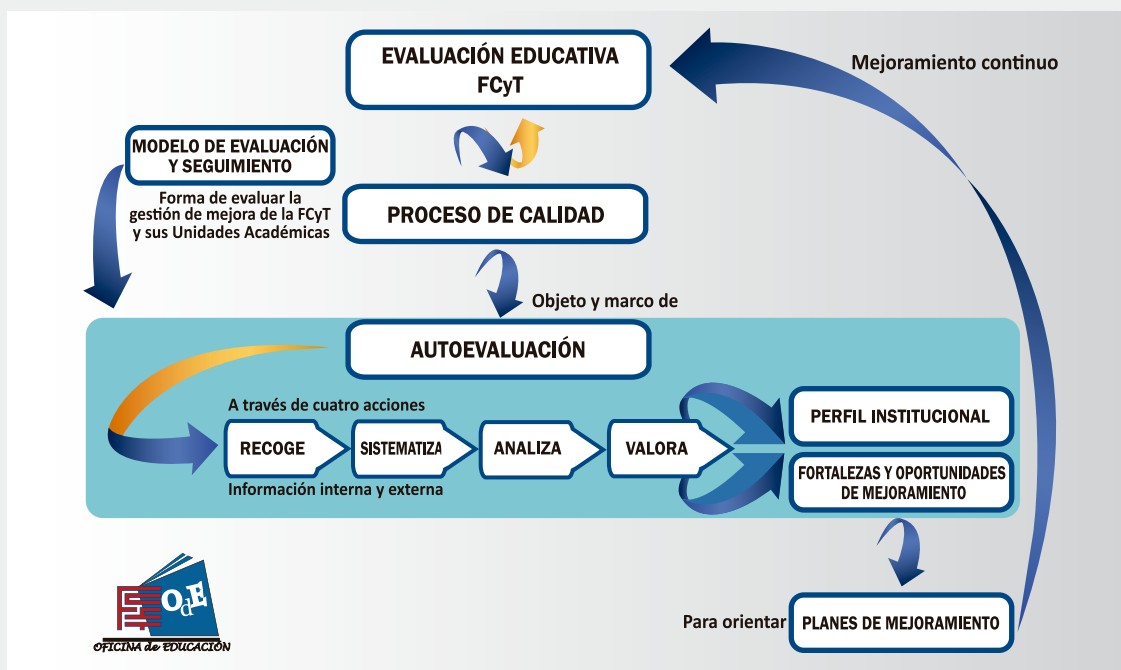 EVALUACIÓN EDUCATIVA
FCyT
Mejoramiento continuo
MODELO DE EVALUACIÓN
Y SEGUIMIENTO
Forma de evaluar la
gestión de mejora de la FCyT
y sus Unidades Académicas
PROCESO DE CALIDAD
Objeto y marco de
AUTOEVALUACIÓN
A través de cuatro acciones
RECOGE
SISTEMATIZA
ANALIZA
VALORA
Información interna y externa
PERFIL INSTITUCIONAL
FORTALEZAS Y OPORTUNIDADES
DE MEJORAMIENTO
Para orientar
PLANES DE MEJORAMIENTO
OdE
OFICINA de EDUCACIÓN